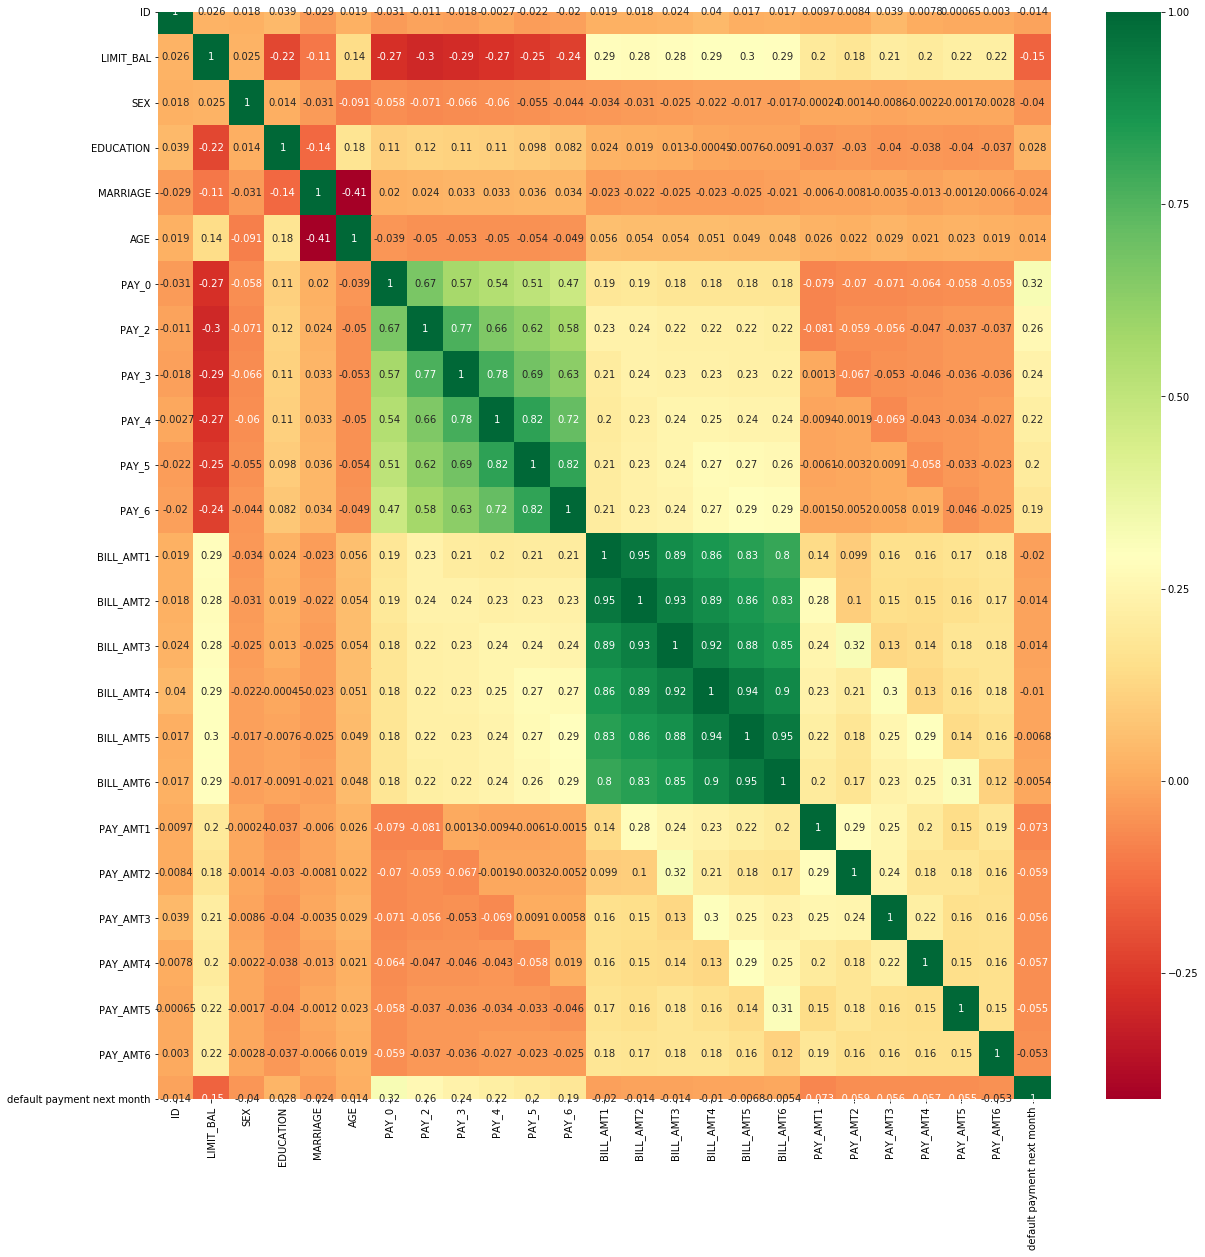 ID 1 0.026 0.018 0.039 -0.029 0.019 -0.031 -0.011 -0.018 -0.0027 -0.022 -0.02 0.019 0.018 0.024 0.04 0.017 0.017 0.0097 0.0084 0.039 0.0078 0.00065 0.003 -0.014 1.00
LIMIT_BAL 0.026 1 0.025 -0.22 -0.11 0.14 -0.27 -0.3 -0.29 -0.27 -0.25 -0.24 0.29 0.28 0.28 0.29 0.3 0.29 0.2 0.18 0.21 0.2 0.22 0.22 -0.15
SEX 0.018 0.025 1 0.014 -0.031 -0.091 -0.058 -0.071 -0.066 -0.06 -0.055 -0.044 -0.034 -0.031 -0.025 -0.022 -0.017 -0.017 -0.00024 -0.0014 -0.0086 -0.0022 -0.0017 -0.0028 -0.04
EDUCATION 0.039 -0.22 0.014 1 -0.14 0.18 0.11 0.12 0.11 0.11 0.098 0.082 0.024 0.019 0.013 -0.00045 -0.0076 -0.0091 -0.037 -0.03 -0.04 -0.038 -0.04 -0.037 0.028
MARRIAGE -0.029 -0.11 -0.031 -0.14 1 -0.41 0.02 0.024 0.033 0.033 0.036 0.034 -0.023 -0.022 -0.025 -0.023 -0.025 -0.021 -0.006 -0.0081 -0.0035 -0.013 -0.0012 -0.0066 -0.024
0.75
AGE 0.019 0.14 -0.091 0.18 -0.41 1 -0.039 -0.05 -0.053 -0.05 -0.054 -0.049 0.056 0.054 0.054 0.051 0.049 0.048 0.026 0.022 0.029 0.021 0.023 0.019 0.014
PAY_0 -0.031 -0.27 -0.058 0.11 0.02 -0.039 1 0.67 0.57 0.54 0.51 0.47 0.19 0.19 0.18 0.18 0.18 0.18 -0.079 -0.07 -0.071 -0.064 -0.058 -0.059 0.32
PAY_2 -0.011 -0.3 -0.071 0.12 0.024 -0.05 0.67 1 0.77 0.66 0.62 0.58 0.23 0.24 0.22 0.22 0.22 0.22 -0.081 -0.059 -0.056 -0.047 -0.037 -0.037 0.26
PAY_3 -0.018 -0.29 -0.066 0.11 0.033 -0.053 0.57 0.77 1 0.78 0.69 0.63 0.21 0.24 0.23 0.23 0.23 0.22 0.0013 -0.067 -0.053 -0.046 -0.036 -0.036 0.24
0.50
PAY_4 -0.0027 -0.27 -0.06 0.11 0.033 -0.05 0.54 0.66 0.78 1 0.82 0.72 0.2 0.23 0.24 0.25 0.24 0.24 -0.0094 -0.0019 -0.069 -0.043 -0.034 -0.027 0.22
PAY_5 -0.022 -0.25 -0.055 0.098 0.036 -0.054 0.51 0.62 0.69 0.82 1 0.82 0.21 0.23 0.24 0.27 0.27 0.26 -0.0061 -0.0032 0.0091 -0.058 -0.033 -0.023 0.2
PAY_6 -0.02 -0.24 -0.044 0.082 0.034 -0.049 0.47 0.58 0.63 0.72 0.82 1 0.21 0.23 0.24 0.27 0.29 0.29 -0.0015 -0.0052 0.0058 0.019 -0.046 -0.025 0.19
BILL_AMT1 0.019 0.29 -0.034 0.024 -0.023 0.056 0.19 0.23 0.21 0.2 0.21 0.21 1 0.95 0.89 0.86 0.83 0.8 0.14 0.099 0.16 0.16 0.17 0.18 -0.02
0.25
BILL_AMT2 0.018 0.28 -0.031 0.019 -0.022 0.054 0.19 0.24 0.24 0.23 0.23 0.23 0.95 1 0.93 0.89 0.86 0.83 0.28 0.1 0.15 0.15 0.16 0.17 -0.014
BILL_AMT3 0.024 0.28 -0.025 0.013 -0.025 0.054 0.18 0.22 0.23 0.24 0.24 0.24 0.89 0.93 1 0.92 0.88 0.85 0.24 0.32 0.13 0.14 0.18 0.18 -0.014
BILL_AMT4 0.04 0.29 -0.022 -0.00045 -0.023 0.051 0.18 0.22 0.23 0.25 0.27 0.27 0.86 0.89 0.92 1 0.94 0.9 0.23 0.21 0.3 0.13 0.16 0.18 -0.01
BILL_AMT5 0.017 0.3 -0.017 -0.0076 -0.025 0.049 0.18 0.22 0.23 0.24 0.27 0.29 0.83 0.86 0.88 0.94 1 0.95 0.22 0.18 0.25 0.29 0.14 0.16 -0.0068
BILL_AMT6 0.017 0.29 -0.017 -0.0091 -0.021 0.048 0.18 0.22 0.22 0.24 0.26 0.29 0.8 0.83 0.85 0.9 0.95 1 0.2 0.17 0.23 0.25 0.31 0.12 -0.0054 0.00
PAY_AMT1 0.0097 0.2 -0.00024 -0.037 -0.006 0.026 -0.079 -0.081 0.0013 -0.0094 -0.0061 -0.0015 0.14 0.28 0.24 0.23 0.22 0.2 1 0.29 0.25 0.2 0.15 0.19 -0.073
PAY_AMT2 0.0084 0.18 -0.0014 -0.03 -0.0081 0.022 -0.07 -0.059 -0.067 -0.0019 -0.0032 -0.0052 0.099 0.1 0.32 0.21 0.18 0.17 0.29 1 0.24 0.18 0.18 0.16 -0.059
PAY_AMT3 0.039 0.21 -0.0086 -0.04 -0.0035 0.029 -0.071 -0.056 -0.053 -0.069 0.0091 0.0058 0.16 0.15 0.13 0.3 0.25 0.23 0.25 0.24 1 0.22 0.16 0.16 -0.056
PAY_AMT4 0.0078 0.2 -0.0022 -0.038 -0.013 0.021 -0.064 -0.047 -0.046 -0.043 -0.058 0.019 0.16 0.15 0.14 0.13 0.29 0.25 0.2 0.18 0.22 1 0.15 0.16 -0.057
−0.25
PAY_AMT5 0.00065 0.22 -0.0017 -0.04 -0.0012 0.023 -0.058 -0.037 -0.036 -0.034 -0.033 -0.046 0.17 0.16 0.18 0.16 0.14 0.31 0.15 0.18 0.16 0.15 1 0.15 -0.055
PAY_AMT6 0.003 0.22 -0.0028 -0.037 -0.0066 0.019 -0.059 -0.037 -0.036 -0.027 -0.023 -0.025 0.18 0.17 0.18 0.18 0.16 0.12 0.19 0.16 0.16 0.16 0.15 1 -0.053
default payment next month -0.014 -0.15 -0.04 0.028 -0.024 0.014 0.32 0.26 0.24 0.22 0.2 0.19 -0.02 -0.014 -0.014 -0.01 -0.0068 -0.0054 -0.073 -0.059 -0.056 -0.057 -0.055 -0.053 1
ID LIMIT_BAL SEX EDUCATION MARRIAGE AGE PAY_0 PAY_2 PAY_3 PAY_4 PAY_5 PAY_6 BILL_AMT1 BILL_AMT2 BILL_AMT3 BILL_AMT4 BILL_AMT5 BILL_AMT6 PAY_AMT1 PAY_AMT2 PAY_AMT3 PAY_AMT4 PAY_AMT5 PAY_AMT6 default payment next month